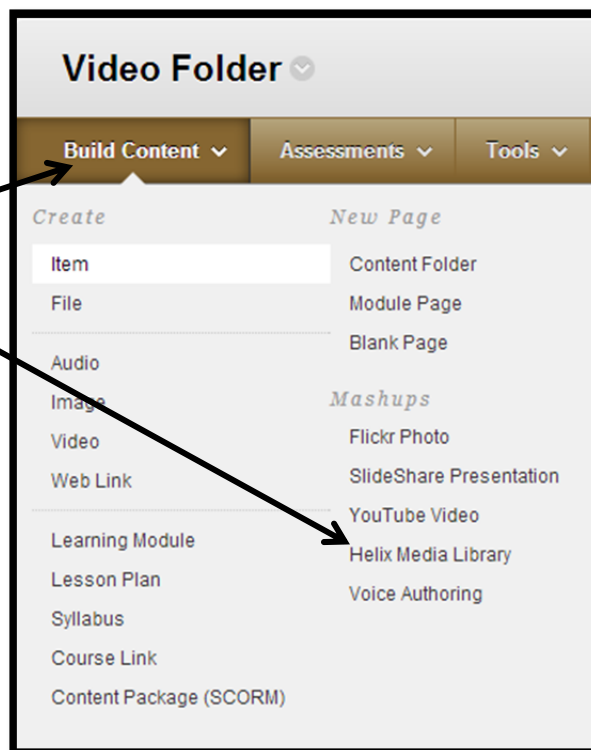 Video Folder
Build Content Assessments Tools
Create
Item
File
Audio
Image
Video
Web Link
Learning Module
Lesson Plan
Syllabus
Course Link
Content Package (SCORM)
New Page
Content Folder
Module Page
Blank Page
Mashups
Flickr Photo
SlideShare Presentation
YouTube Video
Helix Media Library
Voice Authoring